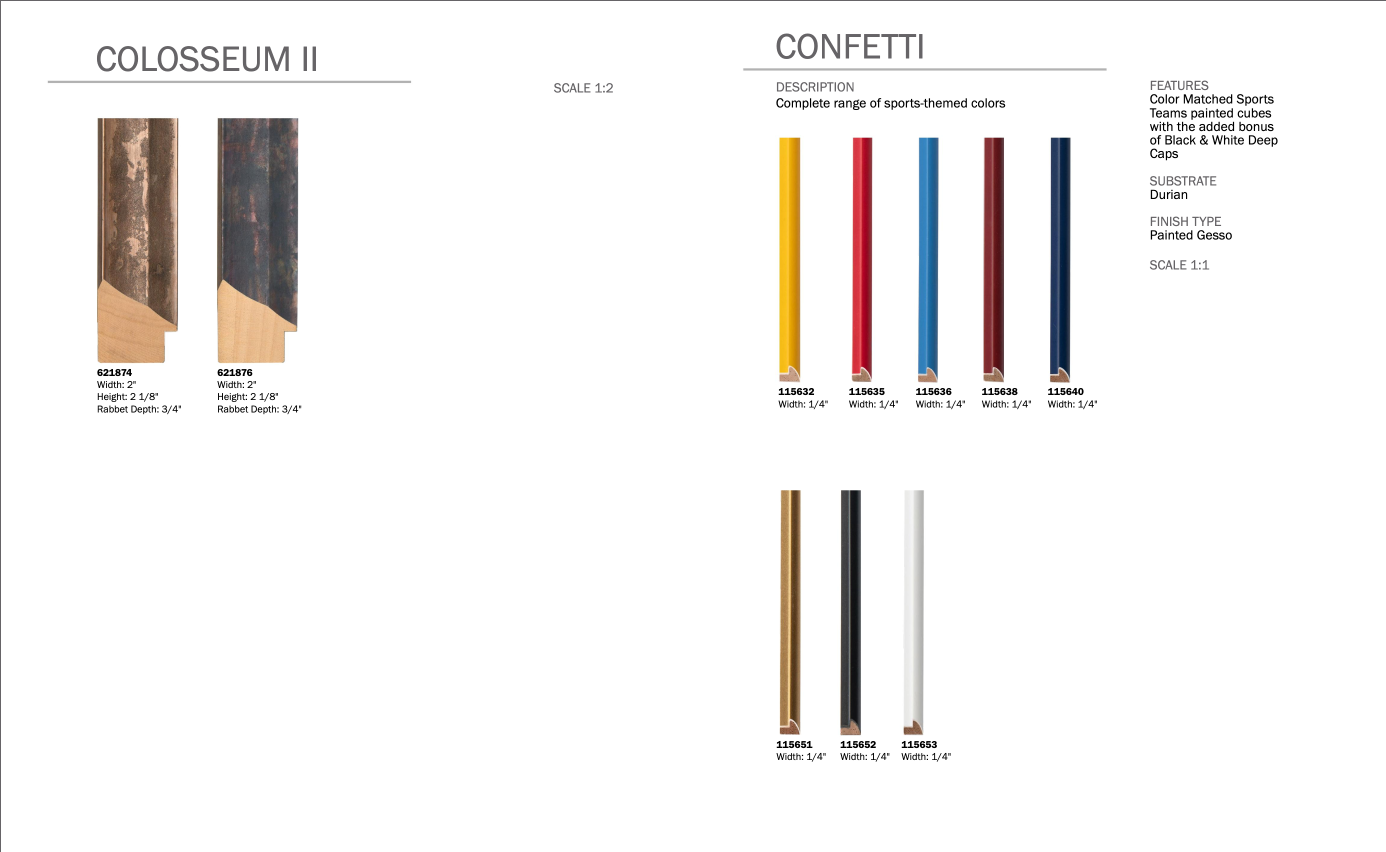 COLOSSEUM II
SCALE 1:2
621874
Width: 2"
Height: 2 1/8"
Rabbet Depth: 3/4"
621876
Width: 2"
Height: 2 1/8"
Rabbet Depth: 3/4"
CONFETTI
DESCRIPTION
Complete range of sports-themed colors
115632
Width: 1/4"
115635
Width: 1/4"
115636
Width: 1/4"
115638
Width: 1/4"
115640
Width: 1/4"
115651
Width: 1/4"
115652
Width: 1/4"
115653
Width: 1/4"
FEATURES
Color Matched Sports
Teams painted cubes
with the added bonus
of Black & White Deep
Caps
SUBSTRATE
Durian
FINISH TYPE
Painted Gesso
SCALE 1:1